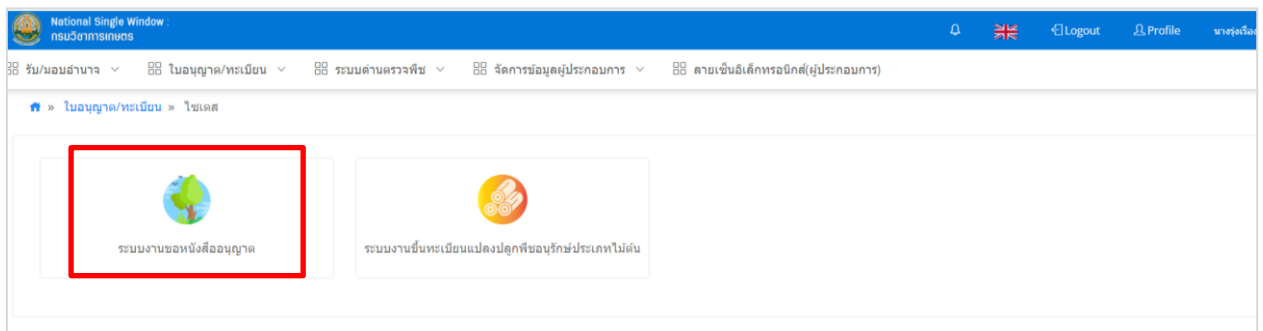 National Single Window :
กรมวิชาการเกษตร
Logout
Profile
รับ/มอบอำนาจ
ใบอนุญาต/ทะเบียน
ระบบด่านตรวจพืช
จัดการข้อมูลผู้ประกอบการ
ลายเซ็นอิเล็กทรอนิกส์(ผู้ประกอบการ)
» ใบอนุญาต/ทะเบียน » ไซเตส
ระบบงานขอหนังสืออนุญาต
ระบบงานขึ้นทะเบียนแปลงปลูกพืชอนุรักษ์ประเภทไม้ต้น